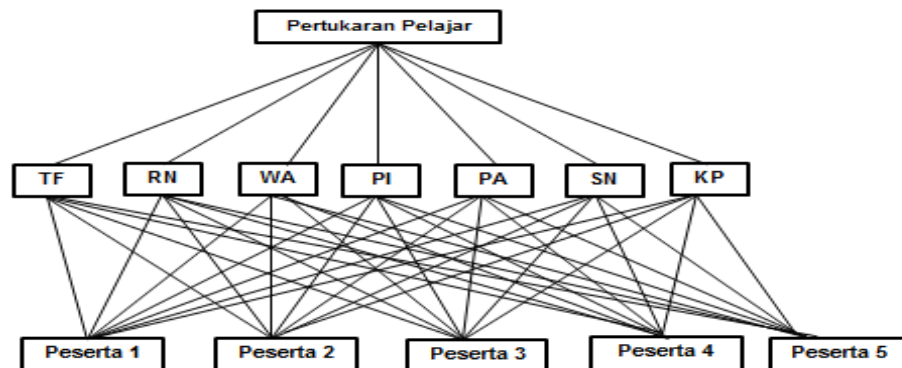 Pertukaran Pelajar
TF RN WA PI PA SN KP
Peserta 1 Peserta 2 Peserta 3 Peserta 4 Peserta 5